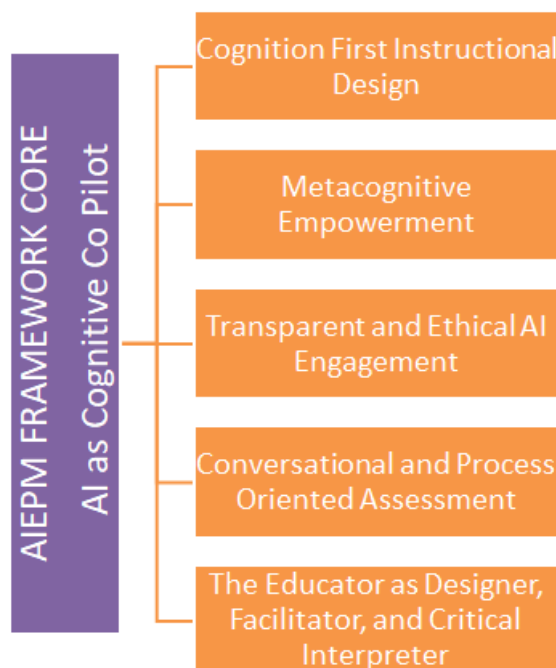 AIEPM FRAMEWORK CORE
AI as Cognitive Co Pilot
Cognition First Instructional
Design
Metacognitive
Empowerment
Transparent and Ethical AI
Engagement
Conversational and Process
Oriented Assessment
The Educator as Designer,
Facilitator, and Critical
Interpreter